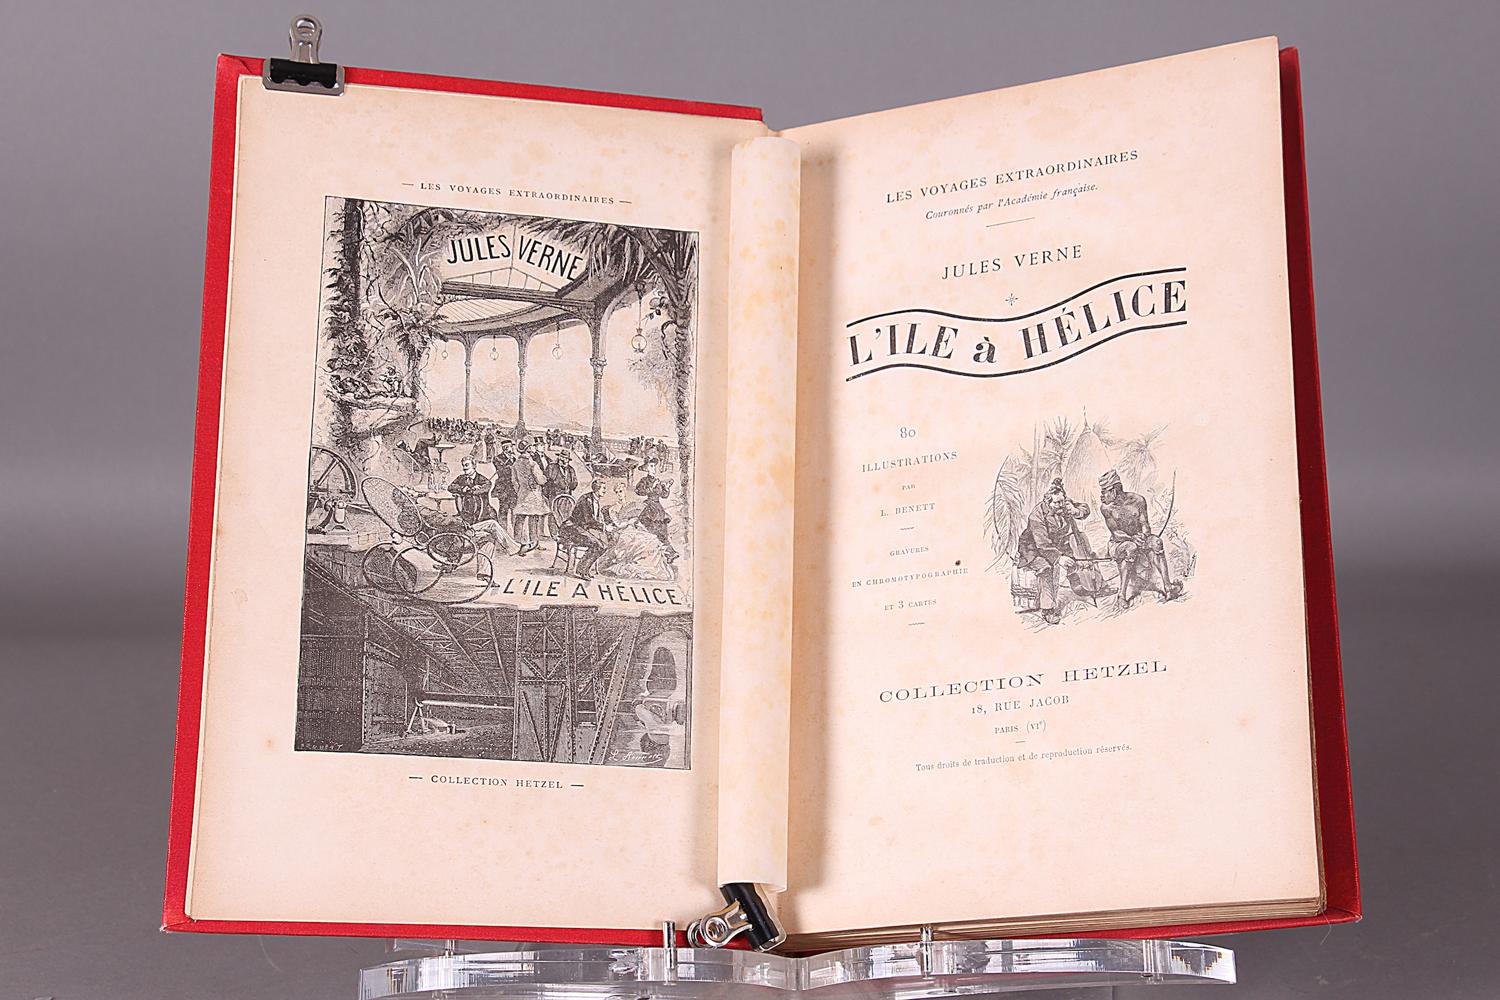 — LES VOYAGES EXTRAORDINAIRES —
JULES VERNE
L'ILE À HÉLICE
— COLLECTION HETZEL —
LES VOYAGES EXTRAORDINAIRES
Couronnés par l'Académie française.
JULES VERNE
L'ILE à HÉLICE
80
ILLUSTRATIONS
PAR
L. BENETT
GRAVURES
EN CHROMOTYPOGRAPHIE
ET 3 CARTES
COLLECTION HETZEL
18, RUE JACOB
PARIS (VIe)
Tous droits de traduction et de reproduction réservés.